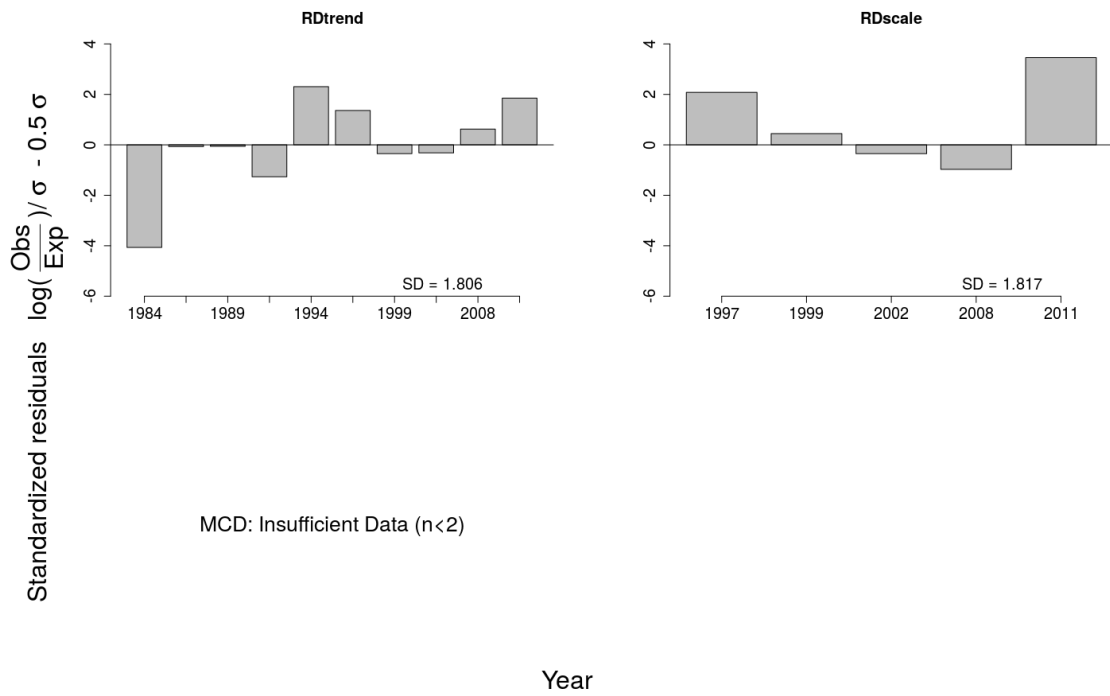 RDtrend
4
2
0
-2
-4
-6
SD = 1.806
1984 1989 1994 1999 2008
RDscale
4
2
0
-2
-4
-6
SD = 1.817
1997 1999 2002 2008 2011
Standardized residuals log(Obs/Exp)/ σ - 0.5 σ
MCD: Insufficient Data (n<2)
Year